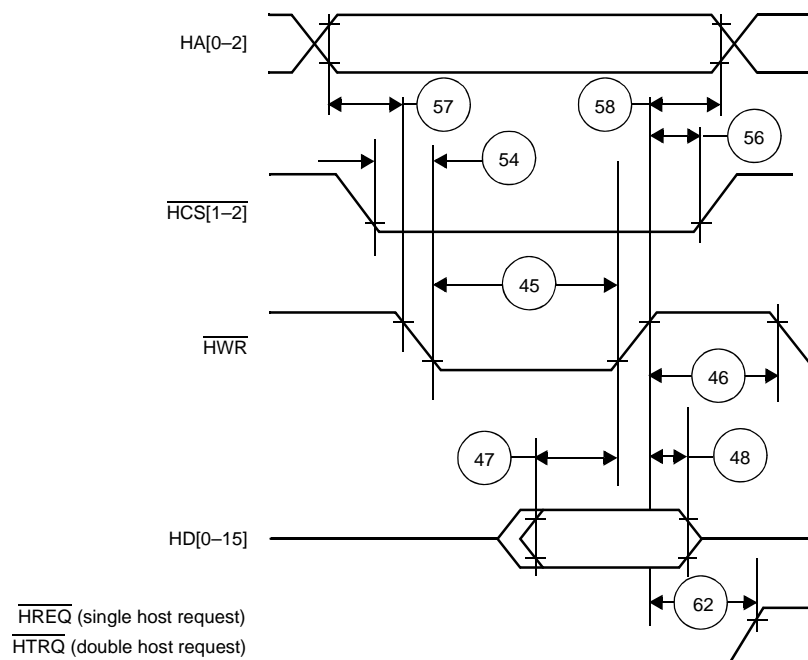 HA[0–2]
57
58
56
54
HCS[1–2]
45
HWR
46
47
48
HD[0–15]
62
HREQ (single host request)
HTRQ (double host request)